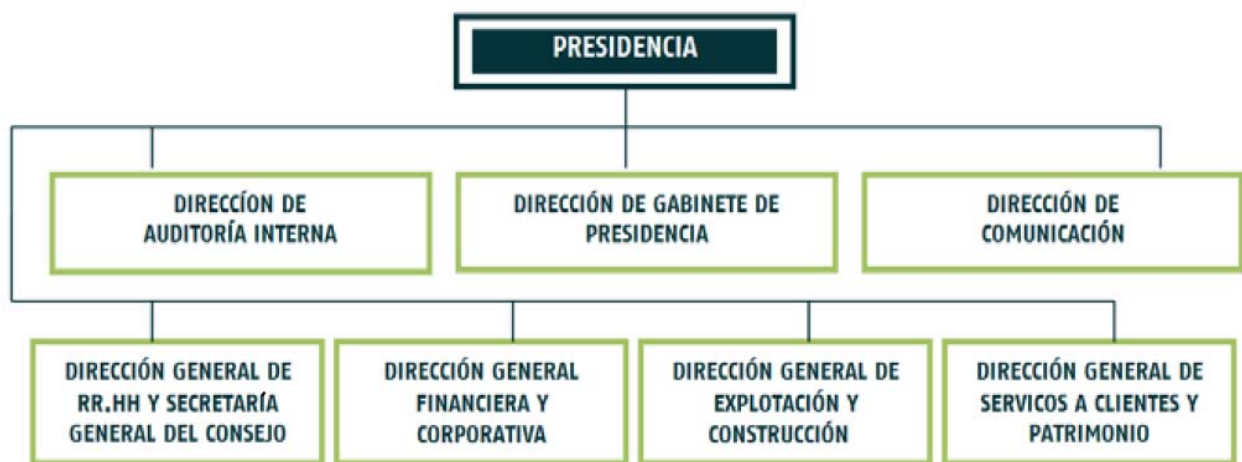 PRESIDENCIA
DIRECCÍON DE
AUDITORÍA INTERNA
DIRECCIÓN DE GABINETE DE
PRESIDENCIA
DIRECCIÓN DE
COMUNICACIÓN
DIRECCIÓN GENERAL DE
RR.HH Y SECRETARÍA
GENERAL DEL CONSEJO
DIRECCIÓN GENERAL
FINANCIERA Y
CORPORATIVA
DIRECCIÓN GENERAL DE
EXPLOTACIÓN Y
CONSTRUCCIÓN
DIRECCIÓN GENERAL DE
SERVICOS A CLIENTES Y
PATRIMONIO